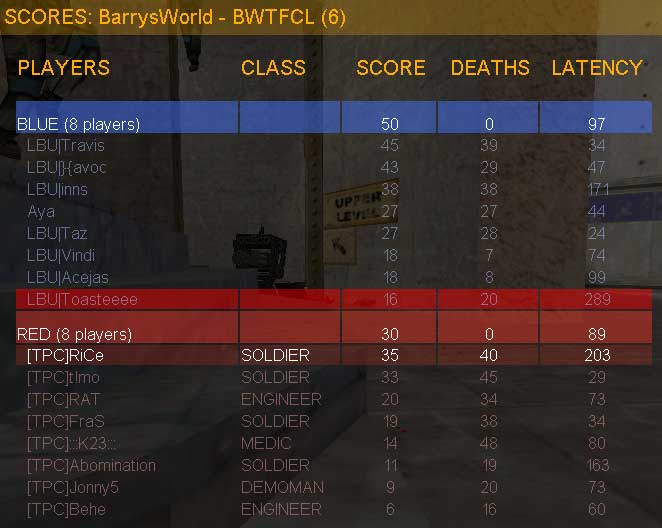 SCORES: BarrysWorld - BWTFCL (6)
PLAYERS CLASS SCORE DEATHS LATENCY
BLUE (8 players) 50 0 97
LBU|Travis 45 39 34
LBU|}{avoc 43 29 47
LBU|inns 38 38 171
Aya 27 27 44
LBU|Taz 27 28 24
LBU|Vindi 18 7 74
LBU|Acejas 18 8 99
LBU|Toasteeee 16 20 289
RED (8 players) 30 0 89
[TPC]RiCe SOLDIER 35 40 203
[TPC]t!mo SOLDIER 33 45 29
[TPC]RAT ENGINEER 20 34 73
[TPC]FraS SOLDIER 19 38 34
[TPC]:::K23::: MEDIC 14 48 80
[TPC]Abomination SOLDIER 11 19 163
[TPC]Jonny5 DEMOMAN 9 20 73
[TPC]Behe ENGINEER 6 16 60
UPPER
LEVEL